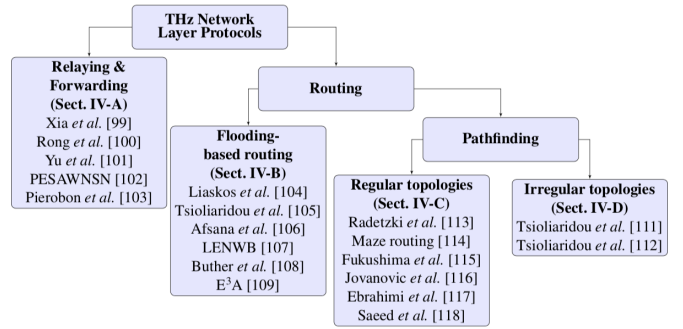 THz Network
Layer Protocols
Relaying &
Forwarding
(Sect. IV-A)
Xia et al. [99]
Rong et al. [100]
Yu et al. [101]
PESAWNSN [102]
Pierobon et al. [103]
Routing
Flooding-
based routing
(Sect. IV-B)
Liaskos et al. [104]
Tsioliaridou et al. [105]
Afsana et al. [106]
LENWB [107]
Buther et al. [108]
E³A [109]
Pathfinding
Regular topologies
(Sect. IV-C)
Radetzki et al. [113]
Maze routing [114]
Fukushima et al. [115]
Jovanovic et al. [116]
Ebrahimi et al. [117]
Saeed et al. [118]
Irregular topologies
(Sect. IV-D)
Tsioliaridou et al. [111]
Tsioliaridou et al. [112]